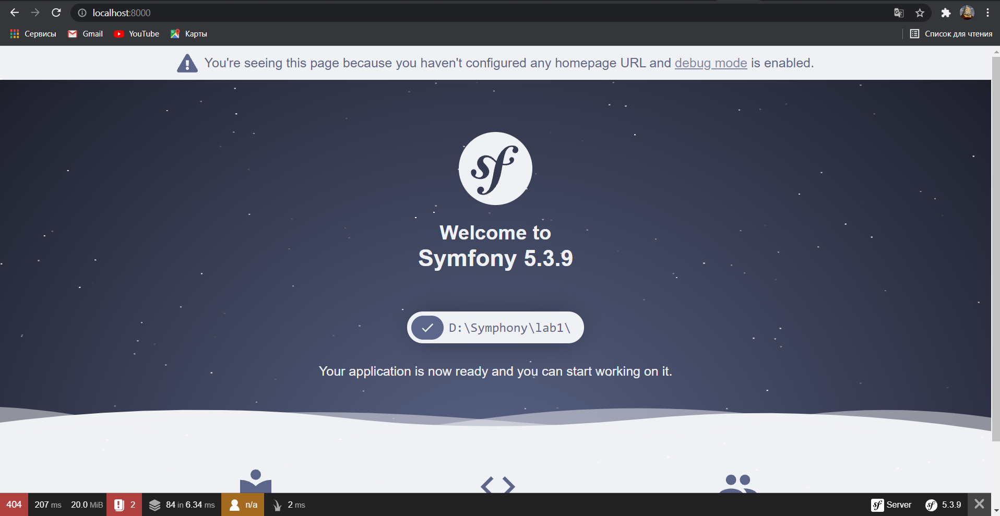 localhost:8000
Сервисы Gmail YouTube Карты Список для чтения
You're seeing this page because you haven't configured any homepage URL and debug mode is enabled.
sf
Welcome to
Symfony 5.3.9
D:\Symphony\lab1\
Your application is now ready and you can start working on it.
404 207 ms 20.0 MiB 2 84 in 6.34 ms n/a 2 ms sf Server sf 5.3.9